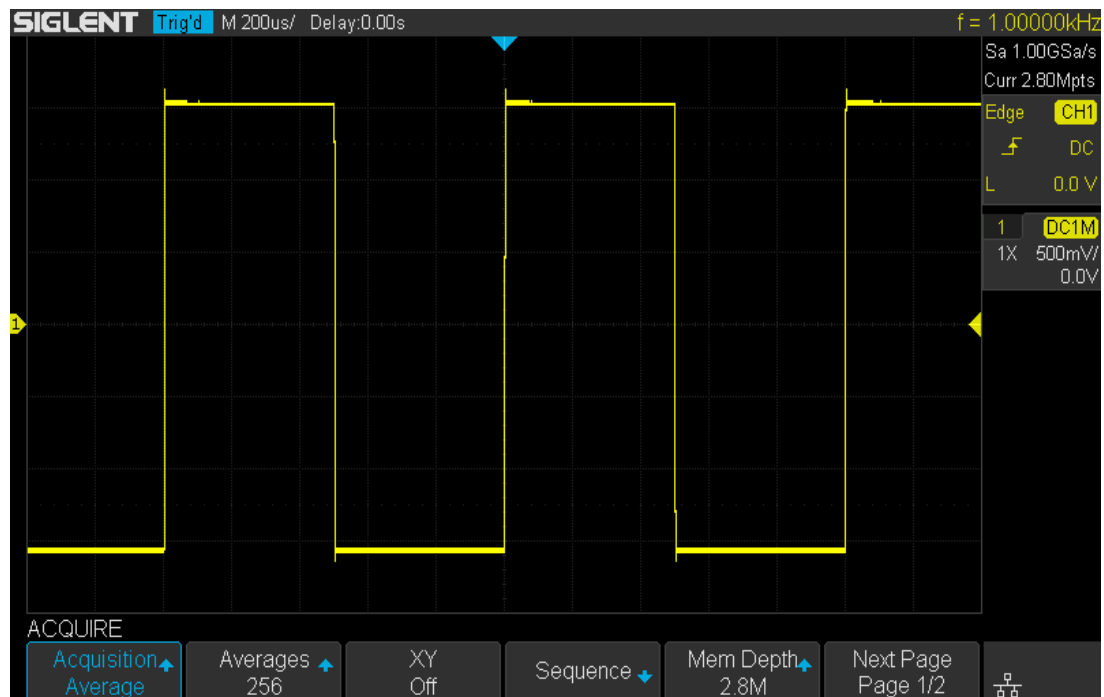 SIGLENT Trig'd M 200us/ Delay:0.00s f = 1.00000kHz
Sa 1.00GSa/s
Curr 2.80Mpts
Edge CH1
DC
L 0.0 V
1 DC1M
1X 500mV/
0.0V
1
ACQUIRE
Acquisition Averages XY Sequence Mem Depth Next Page
Average 256 Off 2.8M Page 1/2